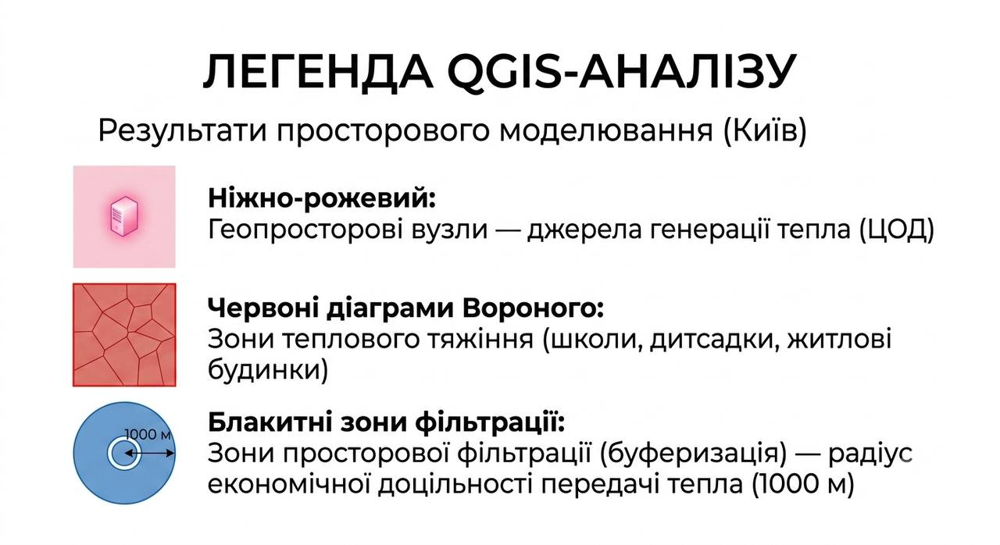 ЛЕГЕНДА QGIS-АНАЛІЗУ
Результати просторового моделювання (Київ)
Ніжно-рожевий:
Геопросторові вузли — джерела генерації тепла (ЦОД)
Червоні діаграми Вороного:
Зони теплового тяжіння (школи, дитсадки, житлові
будинки)
1000 м
Блакитні зони фільтрації:
Зони просторової фільтрації (буферизація) — радіус
економічної доцільності передачі тепла (1000 м)